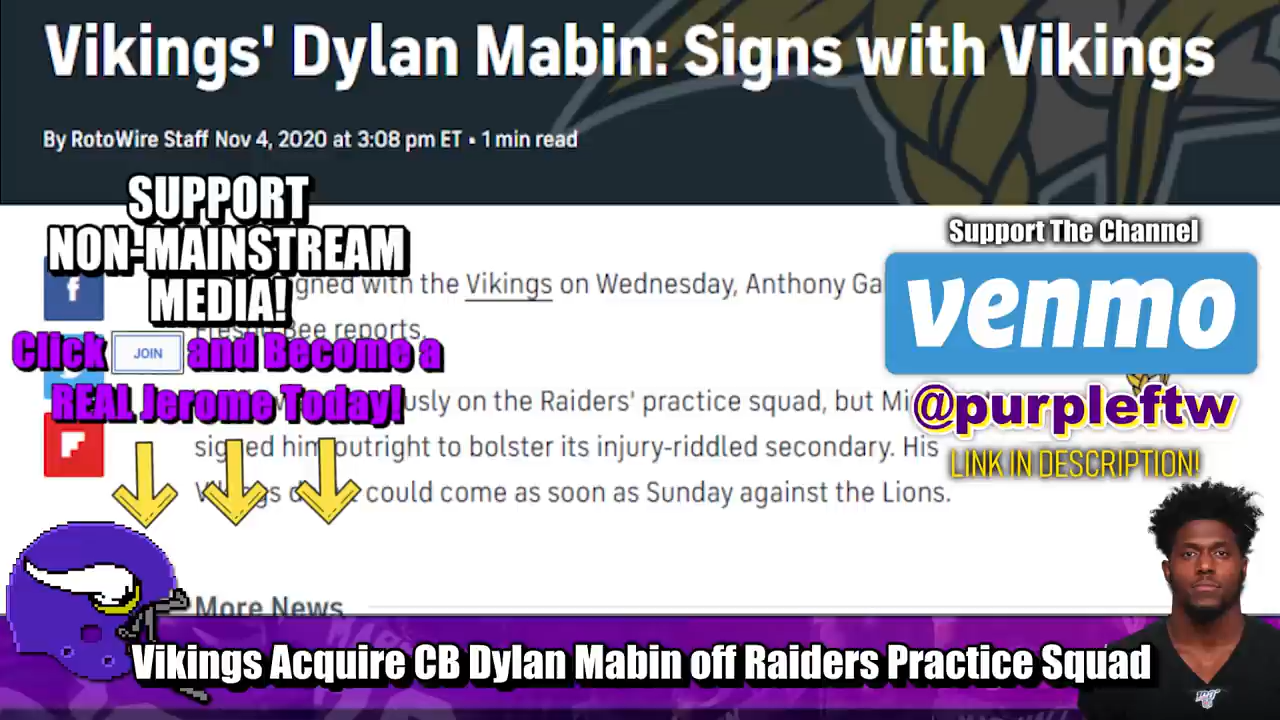 Vikings' Dylan Mabin: Signs with Vikings
By RotoWire Staff Nov 4, 2020 at 3:08 pm ET • 1 min read
SUPPORT
NON-MAINSTREAM
MEDIA!
Click JOIN and Become a
REAL Jerome Today!
with the Vikings on Wednesday, Anthony
Bee reports.
on the Raiders' practice squad, but
signed him outright to bolster its injury-riddled secondary. His
could come as soon as Sunday against the Lions.
More News
Support The Channel
venmo
@purpleftw
LINK IN DESCRIPTION!
Vikings Acquire CB Dylan Mabin off Raiders Practice Squad